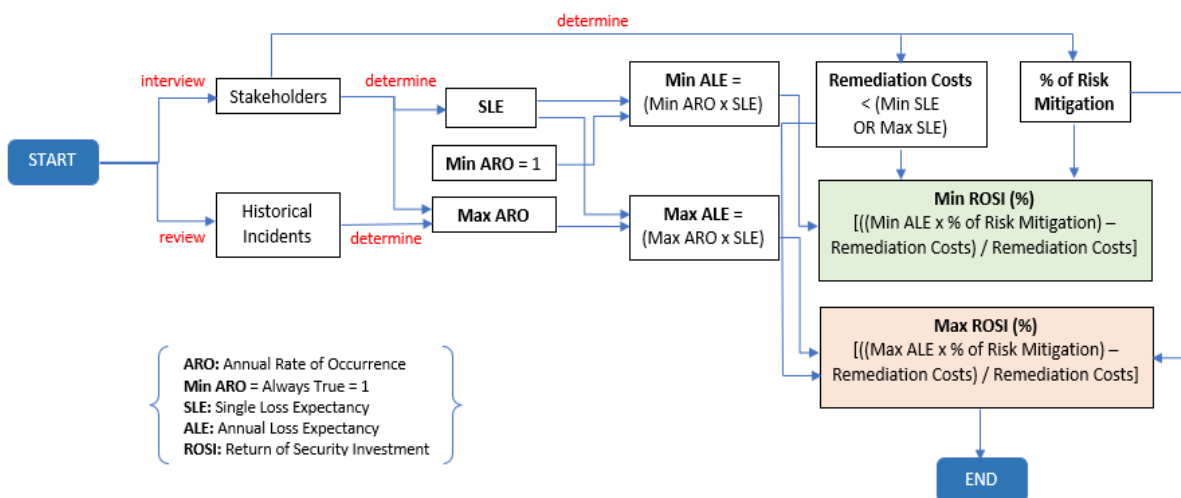 determine
interview
Stakeholders
determine
SLE
Min ALE =
(Min ARO x SLE)
Remediation Costs
< (Min SLE
OR Max SLE)
% of Risk
Mitigation
START
Min ARO = 1
review
Historical
Incidents
determine
Max ARO
Max ALE =
(Max ARO x SLE)
Min ROSI (%)
[((Min ALE x % of Risk Mitigation) –
Remediation Costs) / Remediation Costs]
Max ROSI (%)
[((Max ALE x % of Risk Mitigation) –
Remediation Costs) / Remediation Costs]
ARO: Annual Rate of Occurrence
Min ARO = Always True = 1
SLE: Single Loss Expectancy
ALE: Annual Loss Expectancy
ROSI: Return of Security Investment
END